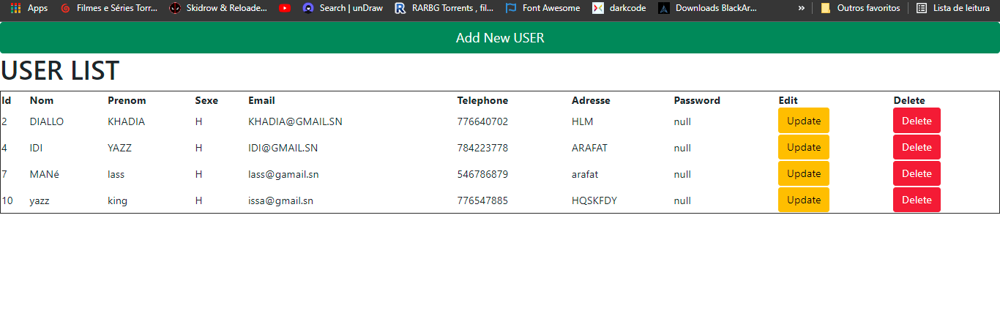 Apps Filmes e Séries Torr... Skidrow & Reloade... Search | unDraw RARBG Torrents , fil... Font Awesome darkcode Downloads BlackAr... » Outros favoritos Lista de leitura
Add New USER
USER LIST
Id Nom Prenom Sexe Email Telephone Adresse Password Edit Delete
2 DIALLO KHADIA H KHADIA@GMAIL.SN 776640702 HLM null Update Delete
4 IDI YAZZ H IDI@GMAIL.SN 784223778 ARAFAT null Update Delete
7 MANé lass H lass@gamail.sn 546786879 arafat null Update Delete
10 yazz king H issa@gmail.sn 776547885 HQSKFDY null Update Delete